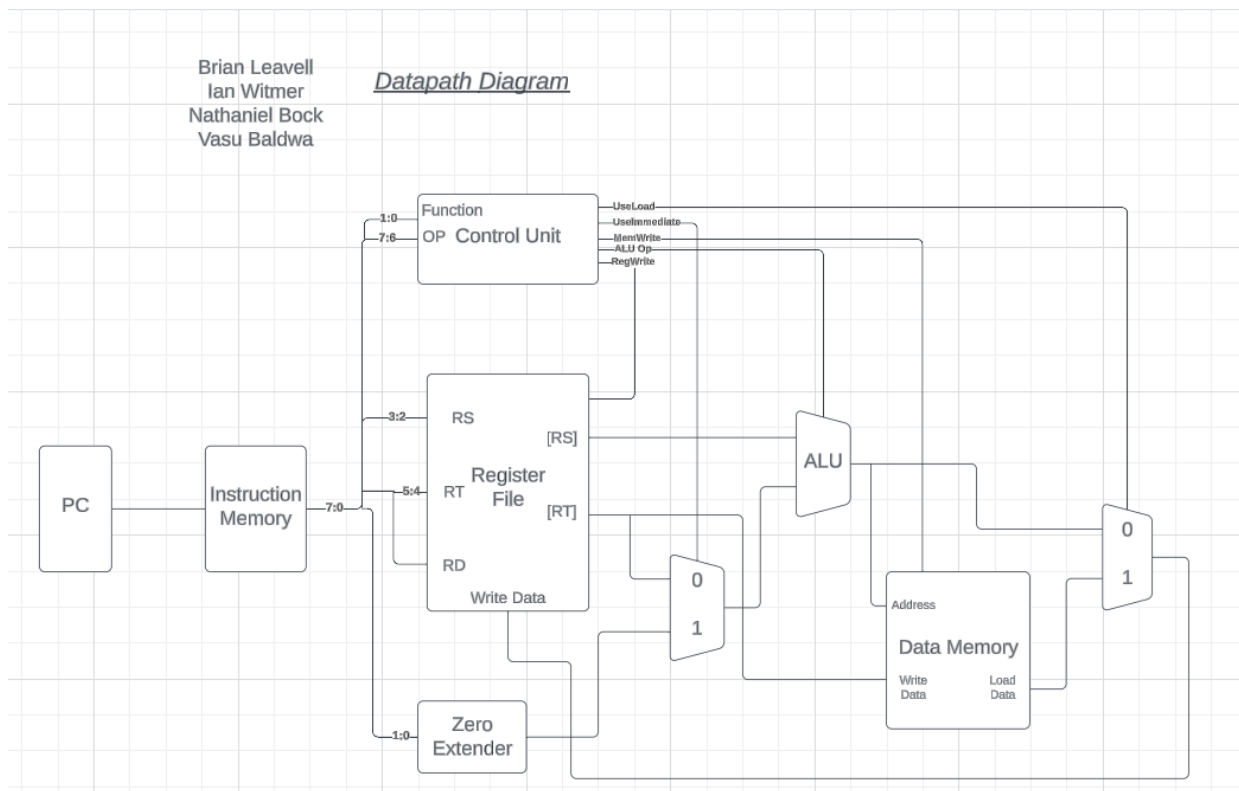 Brian Leavell
Ian Witmer
Nathaniel Bock
Vasu Baldwa
Datapath Diagram
Function
OP Control Unit
1:0
7:6
UseLoad
UseImmediate
MemWrite
ALU Op
RegWrite
3:2
RS
[RS]
5:4
RT
Register
File
[RT]
RD
Write Data
PC
Instruction
Memory
7:0
ALU
0
1
0
1
Address
Data Memory
Write
Data
Load
Data
1:0
Zero
Extender